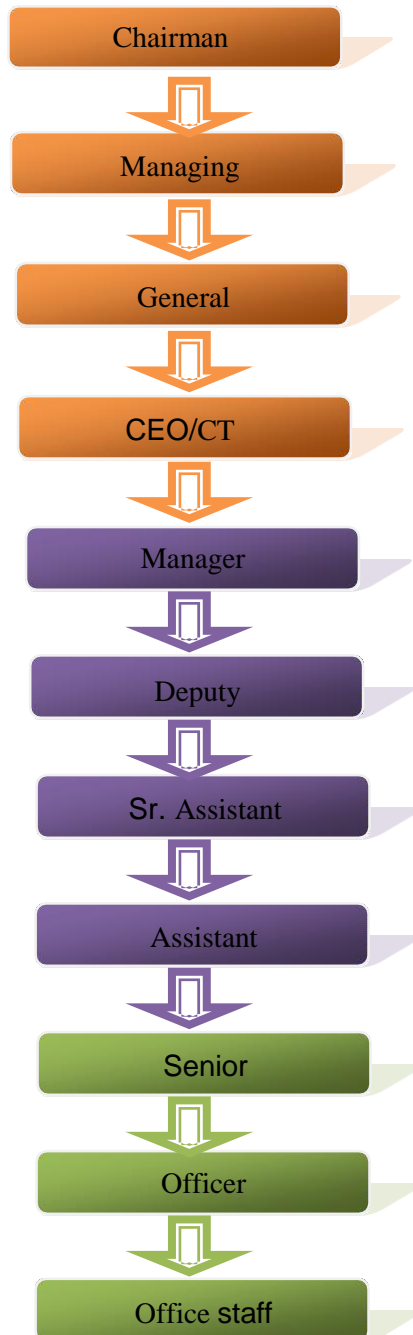 Chairman
Managing
General
CEO/CT
Manager
Deputy
Sr. Assistant
Assistant
Senior
Officer
Office staff